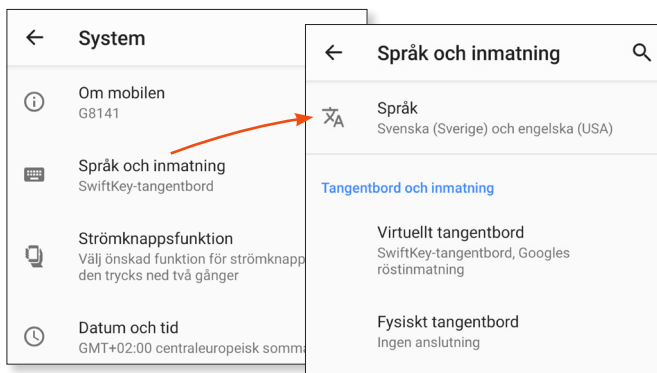 System
Om mobilen
G8141
Språk och inmatning
SwiftKey-tangentbord
Strömknappsfunktion
Välj önskad funktion för strömknapp
den trycks ned två gånger
Datum och tid
GMT+02:00 centraleuropeisk somma
Språk och inmatning
Språk
Svenska (Sverige) och engelska (USA)
Tangentbord och inmatning
Virtuellt tangentbord
SwiftKey-tangentbord, Googles
röstinmatning
Fysiskt tangentbord
Ingen anslutning